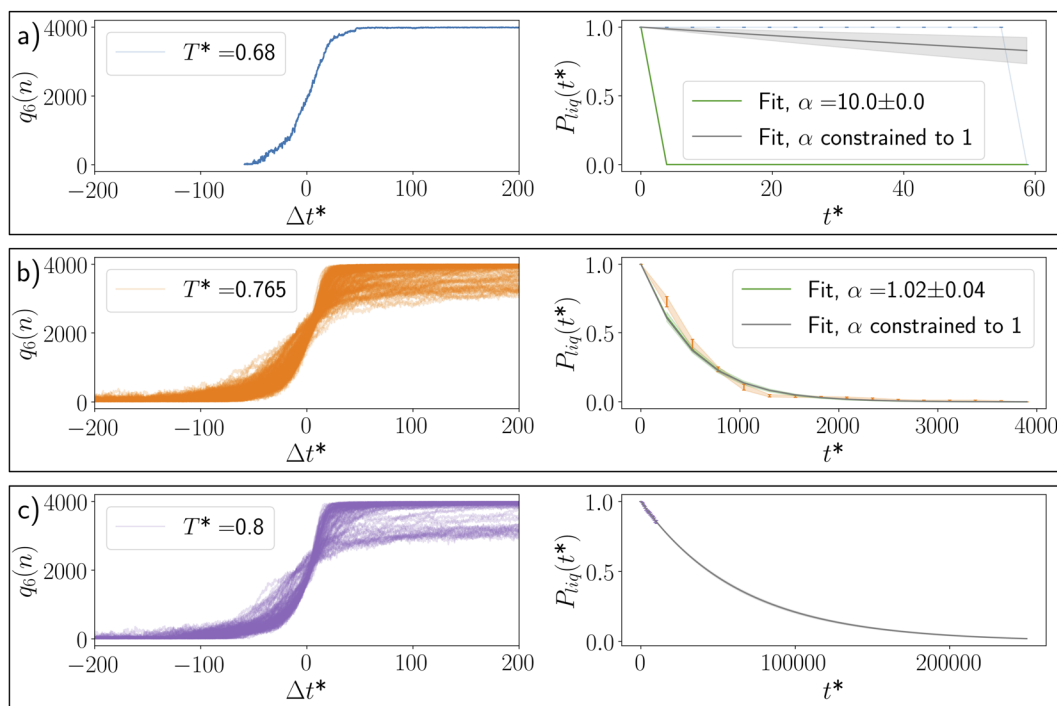 a)
q₆(n)
4000
2000
0
T* =0.68
−200
−100
0
100
200
Δt*
P_liq(t*)
1.0
0.5
0.0
Fit, α =10.0±0.0
Fit, α constrained to 1
0
20
40
60
t*
b)
q₆(n)
4000
2000
0
T* =0.765
−200
−100
0
100
200
Δt*
P_liq(t*)
1.0
0.5
0.0
Fit, α =1.02±0.04
Fit, α constrained to 1
0
1000
2000
3000
4000
t*
c)
q₆(n)
4000
2000
0
T* =0.8
−200
−100
0
100
200
Δt*
P_liq(t*)
1.0
0.5
0.0
0
100000
200000
t*